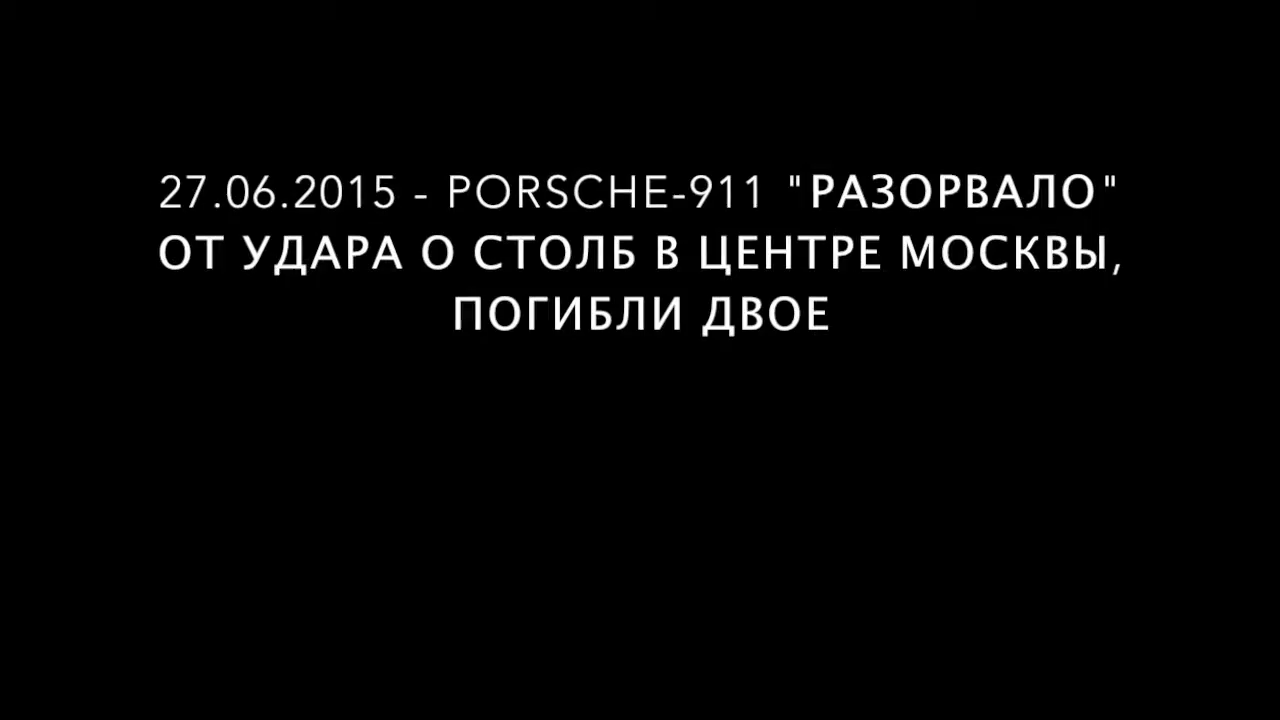 27.06.2015 - PORSCHE-911 "РАЗОРВАЛО"
ОТ УДАРА О СТОЛБ В ЦЕНТРЕ МОСКВЫ,
ПОГИБЛИ ДВОЕ